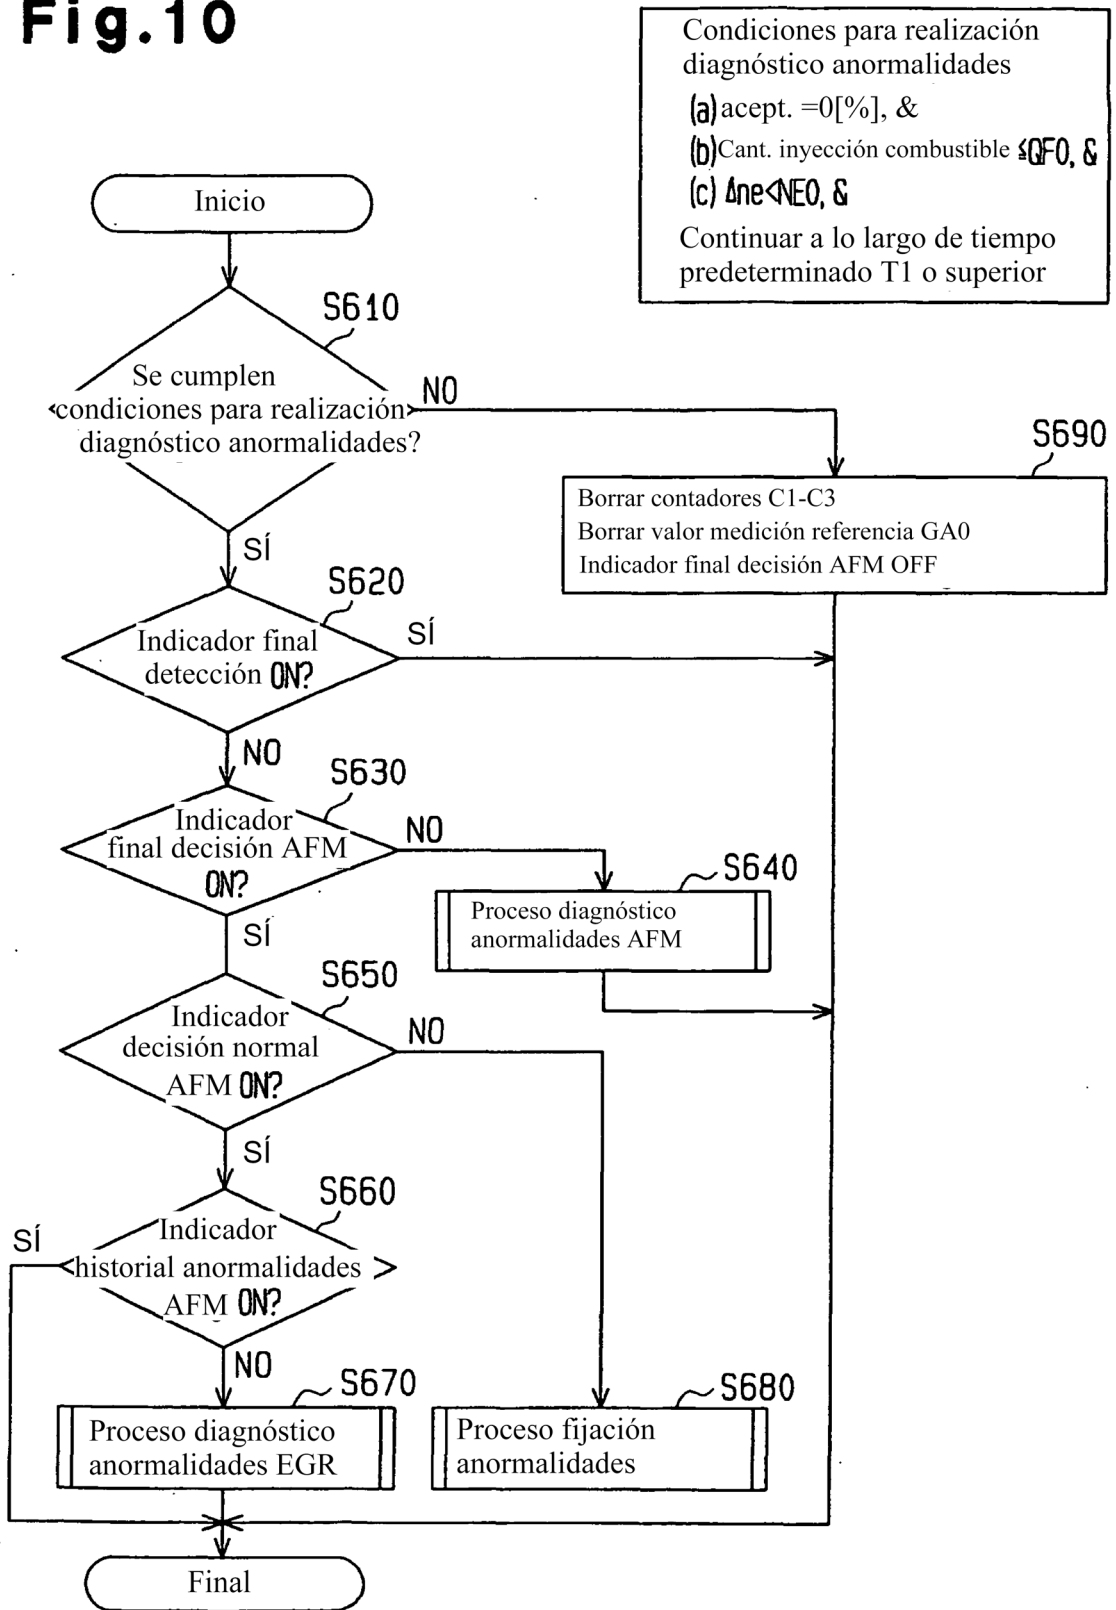 Fig.10
Condiciones para realización
diagnóstico anormalidades
(a) acept. =0[%], &
(b) Cant. inyección combustible ≦QF0, &
(c) Δne<NE0, &
Continuar a lo largo de tiempo
predeterminado T1 o superior
Inicio
S610
Se cumplen
condiciones para realización
diagnóstico anormalidades?
NO
SÍ
S690
Borrar contadores C1-C3
Borrar valor medición referencia GA0
Indicador final decisión AFM OFF
S620
Indicador final
detección ON?
SÍ
NO
S630
Indicador
final decisión AFM
ON?
NO
SÍ
S640
Proceso diagnóstico
anormalidades AFM
S650
Indicador
decisión normal
AFM ON?
NO
SÍ
S660
Indicador
historial anormalidades
AFM ON?
SÍ
NO
S670
Proceso diagnóstico
anormalidades EGR
S680
Proceso fijación
anormalidades
Final